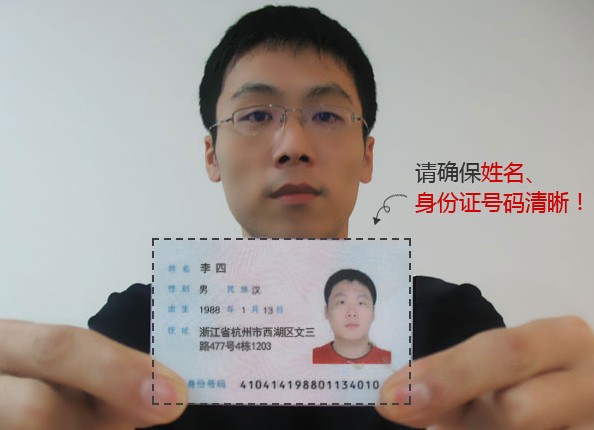 请确保姓名、
身份证号码清晰！
姓名 李四
性别 男 民族 汉
出生 1988 年 1 月 13 日
住址 浙江省杭州市西湖区文三
路477号4栋1203
身份号码 410414198801134010